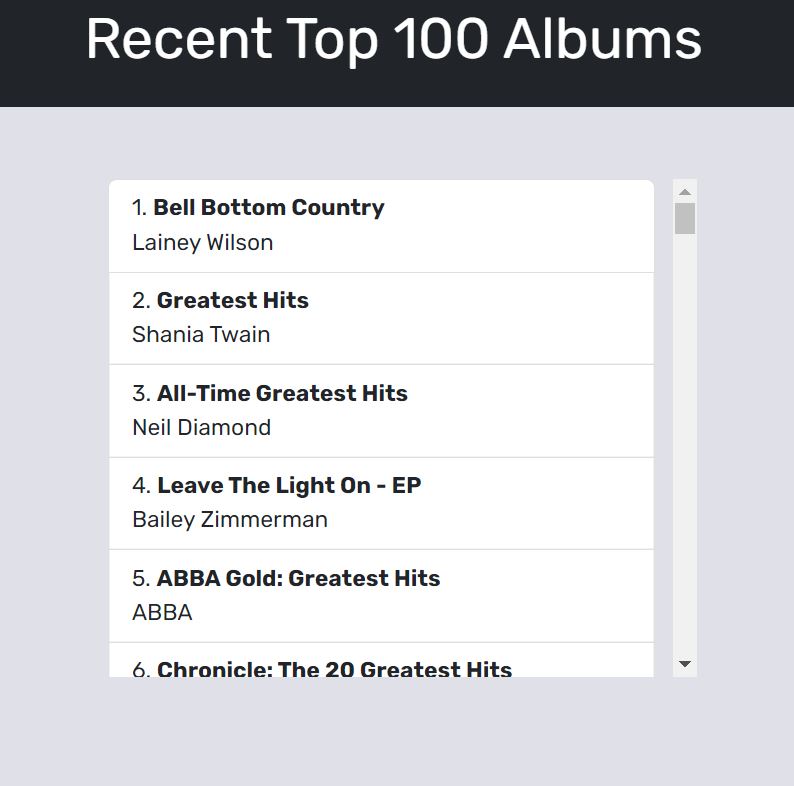 Recent Top 100 Albums
1. Bell Bottom Country
Lainey Wilson
2. Greatest Hits
Shania Twain
3. All-Time Greatest Hits
Neil Diamond
4. Leave The Light On - EP
Bailey Zimmerman
5. ABBA Gold: Greatest Hits
ABBA
6. Chronicle: The 20 Greatest Hits